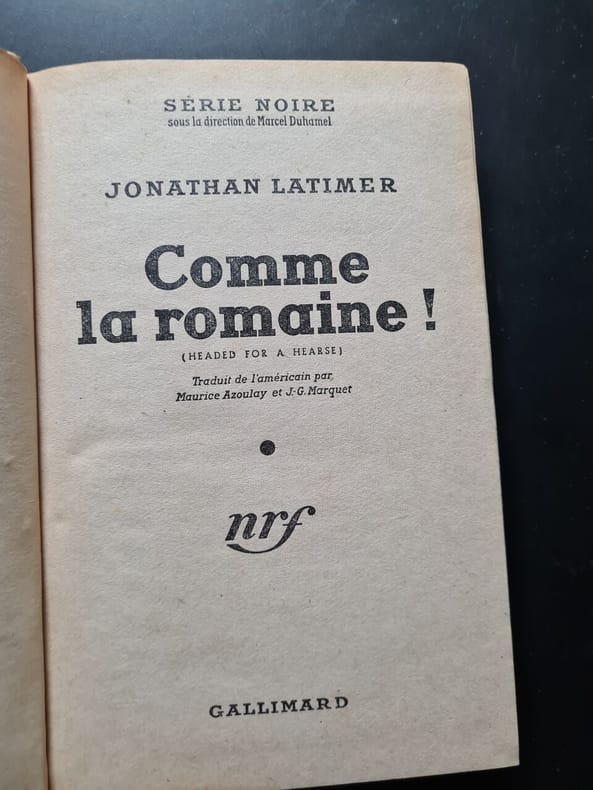 SÉRIE NOIRE
sous la direction de Marcel Duhamel
JONATHAN LATIMER
Comme
la romaine !
(HEADED FOR A HEARSE)
Traduit de l'américain par
Maurice Azoulay et J.-G. Marquet
nrf
GALLIMARD